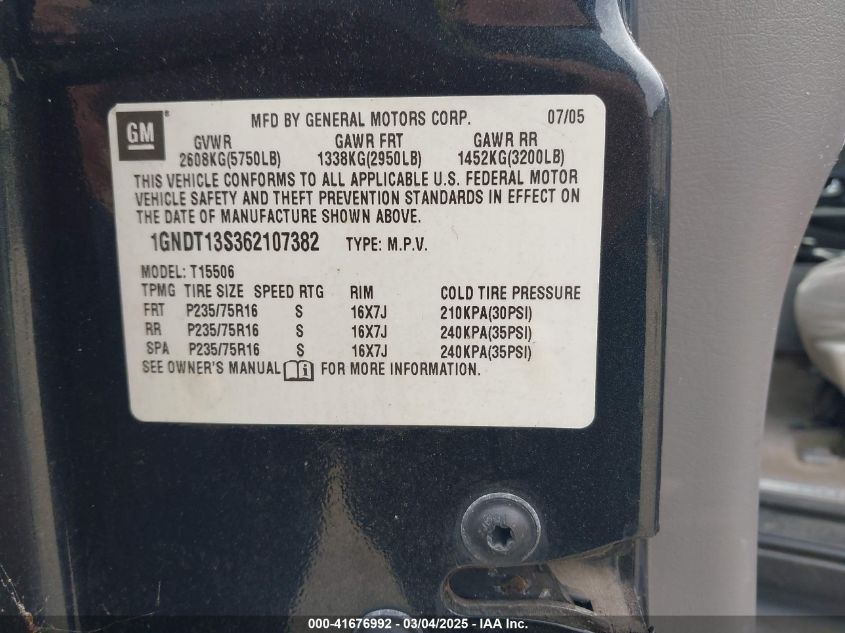 GM®
MFD BY GENERAL MOTORS CORP. 07/05
GVWR GAWR FRT GAWR RR
2608KG(5750LB) 1338KG(2950LB) 1452KG(3200LB)
THIS VEHICLE CONFORMS TO ALL APPLICABLE U.S. FEDERAL MOTOR
VEHICLE SAFETY AND THEFT PREVENTION STANDARDS IN EFFECT ON
THE DATE OF MANUFACTURE SHOWN ABOVE.
1GNDT13S362107382 TYPE: M.P.V.
MODEL: T15506
TPMG TIRE SIZE SPEED RTG RIM COLD TIRE PRESSURE
FRT P235/75R16 S 16X7J 210KPA(30PSI)
RR P235/75R16 S 16X7J 240KPA(35PSI)
SPA P235/75R16 S 16X7J 240KPA(35PSI)
SEE OWNER'S MANUAL FOR MORE INFORMATION.
000-41676992 - 03/04/2025 - IAA Inc.